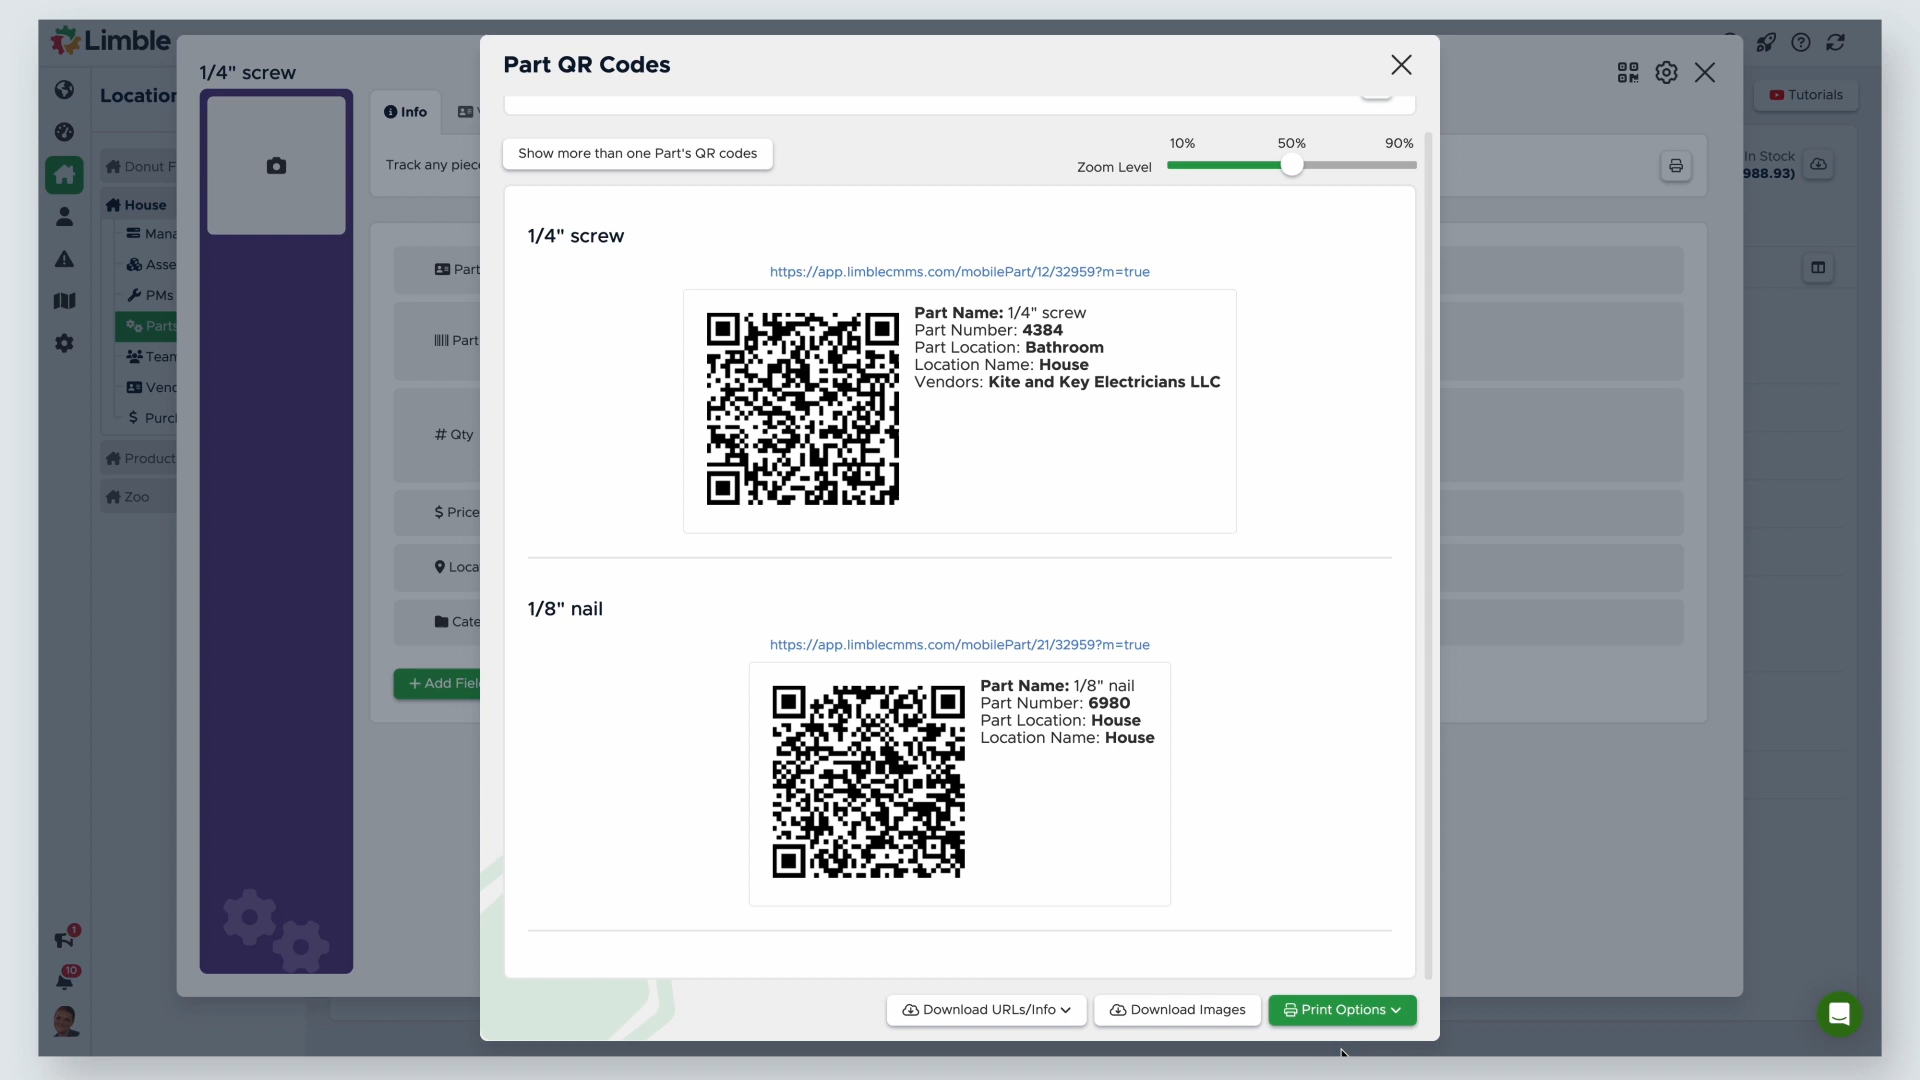 Limble
1/4" screw
Part QR Codes
Tutorials
Location
Info
Show more than one Part's QR codes
10%
50%
90%
Zoom Level
Donut F
Track any piece
In Stock
988.93)
House
Mana
Asse
PMs
Parts
Team
Vend
$ Purch
Product
Zoo
Part
Part
# Qty
$ Price
Loca
Cate
+ Add Field
1/4" screw
https://app.limblecmms.com/mobilePart/12/32959?m=true
Part Name: 1/4" screw
Part Number: 4384
Part Location: Bathroom
Location Name: House
Vendors: Kite and Key Electricians LLC
1/8" nail
https://app.limblecmms.com/mobilePart/21/32959?m=true
Part Name: 1/8" nail
Part Number: 6980
Part Location: House
Location Name: House
1
10
Download URLs/Info
Download Images
Print Options